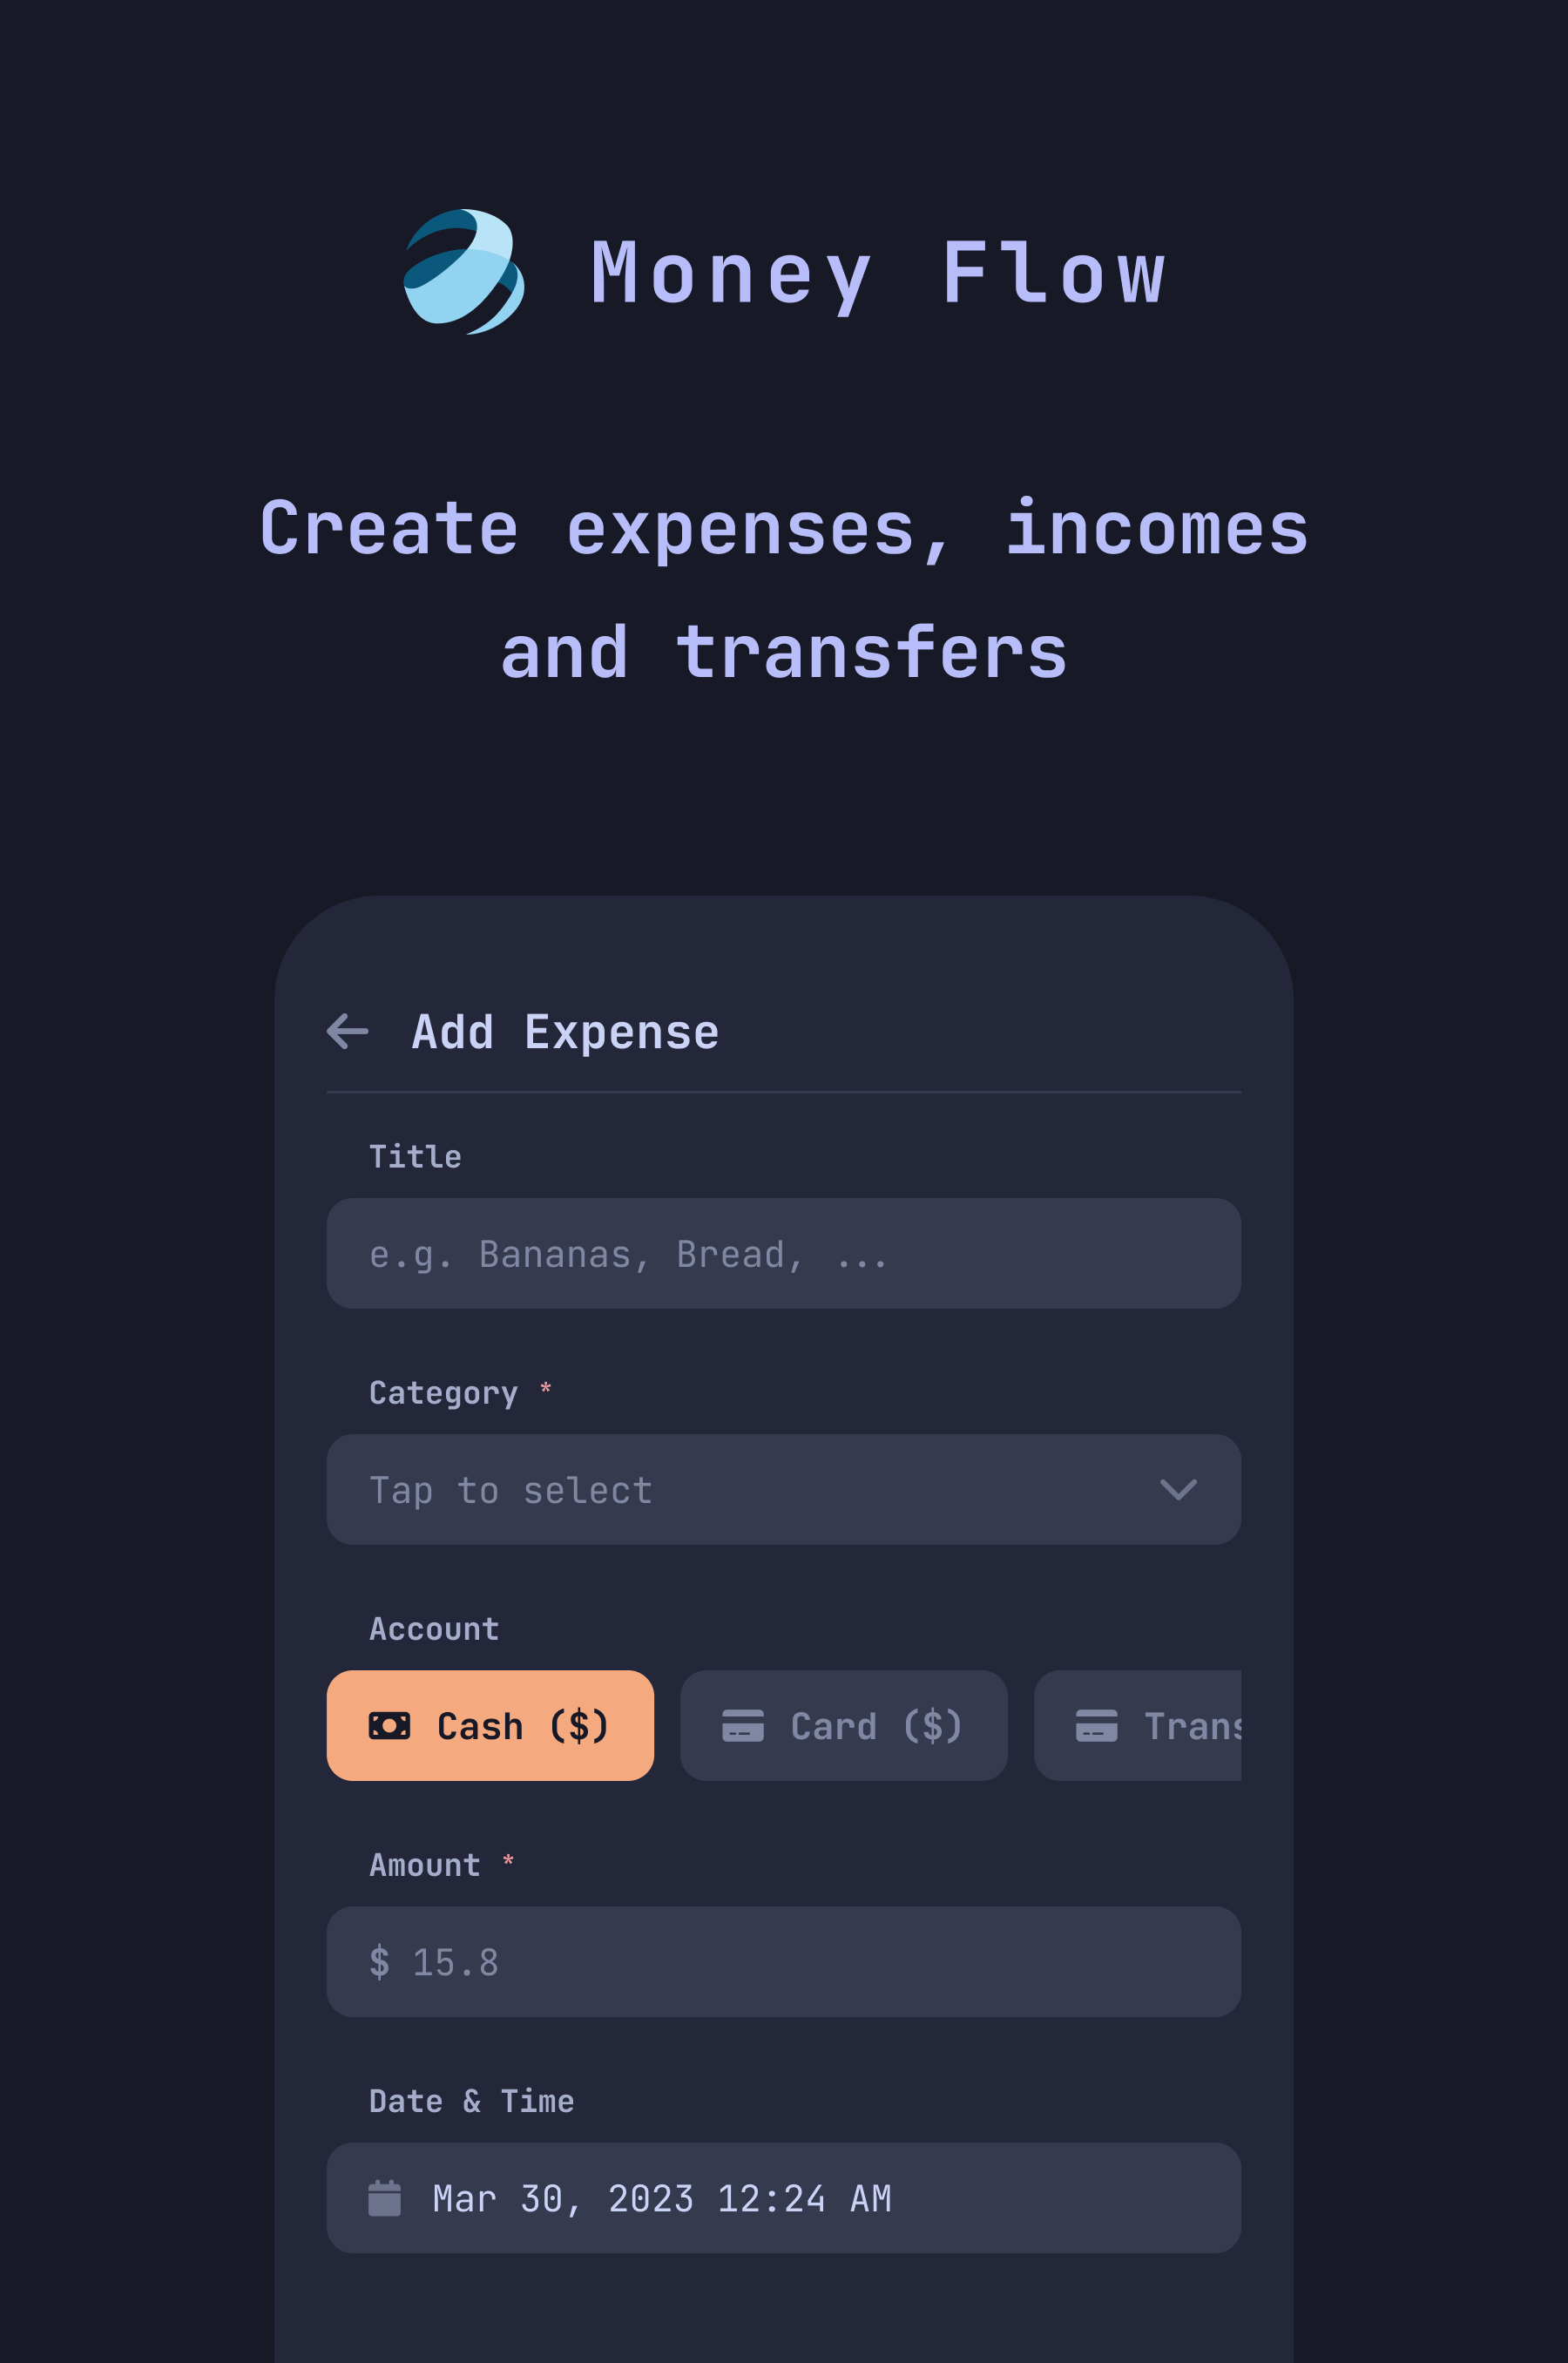 Money Flow
Create expenses, incomes
and transfers
Add Expense
Title
e.g. Bananas, Bread, ...
Category *
Tap to select
Account
Cash ($) Card ($) Trans
Amount *
$ 15.8
Date & Time
Mar 30, 2023 12:24 AM